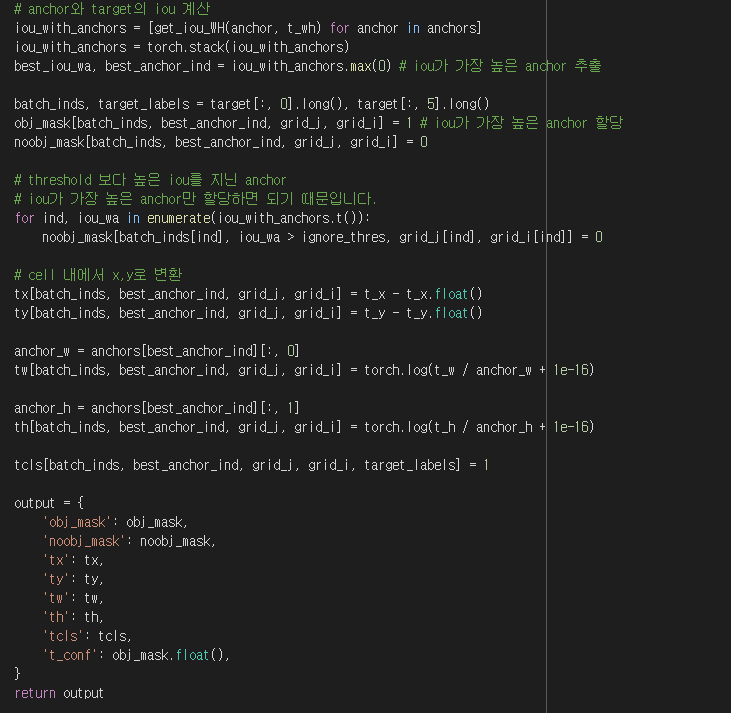 # anchor와 target의 iou 계산
iou_with_anchors = [get_iou_WH(anchor, t_wh) for anchor in anchors]
iou_with_anchors = torch.stack(iou_with_anchors)
best_iou_wa, best_anchor_ind = iou_with_anchors.max(0) # iou가 가장 높은 anchor 추출
batch_inds, target_labels = target[:, 0].long(), target[:, 5].long()
obj_mask[batch_inds, best_anchor_ind, grid_j, grid_i] = 1 # iou가 가장 높은 anchor 할당
noobj_mask[batch_inds, best_anchor_ind, grid_j, grid_i] = 0
# threshold 보다 높은 iou를 지닌 anchor
# iou가 가장 높은 anchor만 할당하면 되기 때문입니다.
for ind, iou_wa in enumerate(iou_with_anchors.t()):
noobj_mask[batch_inds[ind], iou_wa > ignore_thres, grid_j[ind], grid_i[ind]] = 0
# cell 내에서 x,y로 변환
tx[batch_inds, best_anchor_ind, grid_j, grid_i] = t_x - t_x.float()
ty[batch_inds, best_anchor_ind, grid_j, grid_i] = t_y - t_y.float()
anchor_w = anchors[best_anchor_ind][:, 0]
tw[batch_inds, best_anchor_ind, grid_j, grid_i] = torch.log(t_w / anchor_w + 1e-16)
anchor_h = anchors[best_anchor_ind][:, 1]
th[batch_inds, best_anchor_ind, grid_j, grid_i] = torch.log(t_h / anchor_h + 1e-16)
tcls[batch_inds, best_anchor_ind, grid_j, grid_i, target_labels] = 1
output = {
'obj_mask': obj_mask,
'noobj_mask': noobj_mask,
'tx': tx,
'ty': ty,
'tw': tw,
'th': th,
'tcls': tcls,
't_conf': obj_mask.float(),
}
return output